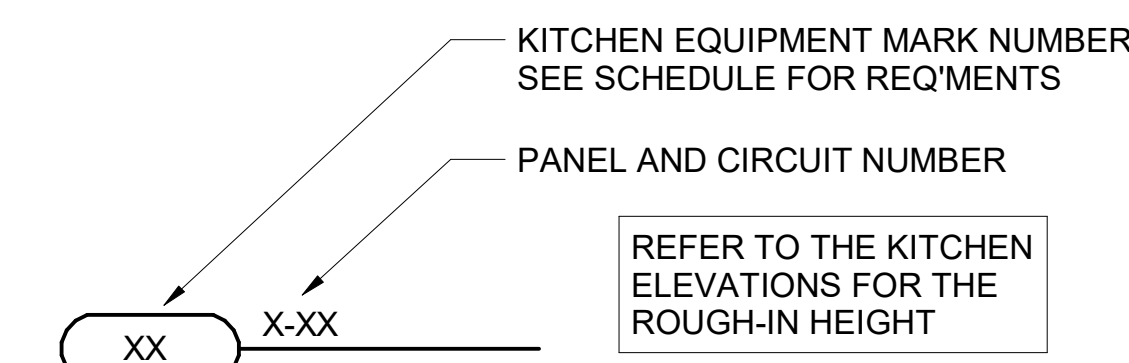 KITCHEN EQUIPMENT MARK NUMBER
SEE SCHEDULE FOR REQ'MENTS
PANEL AND CIRCUIT NUMBER
REFER TO THE KITCHEN
ELEVATIONS FOR THE
ROUGH-IN HEIGHT
X-XX
XX